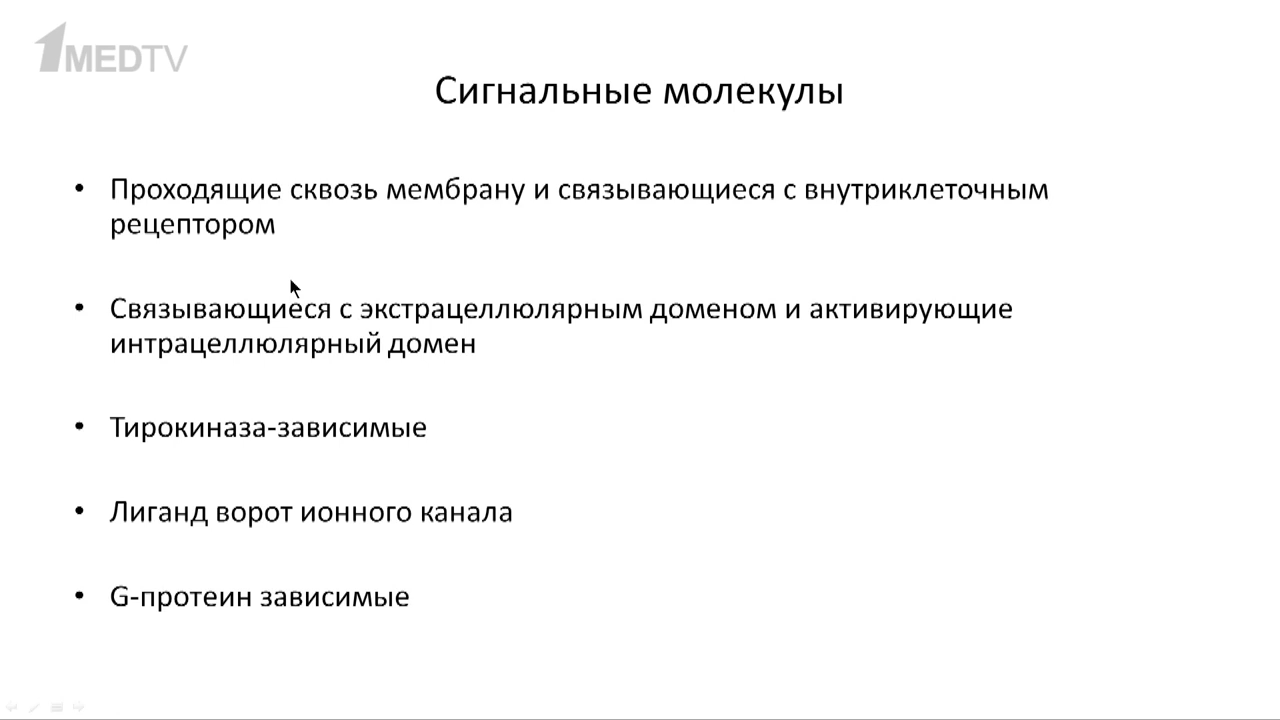 1MEDTV
Сигнальные молекулы
• Проходящие сквозь мембрану и связывающиеся с внутриклеточным
рецептором
• Связывающиеся с экстрацеллюлярным доменом и активирующие
интрацеллюлярный домен
• Тирокиназа-зависимые
• Лиганд ворот ионного канала
• G-протеин зависимые